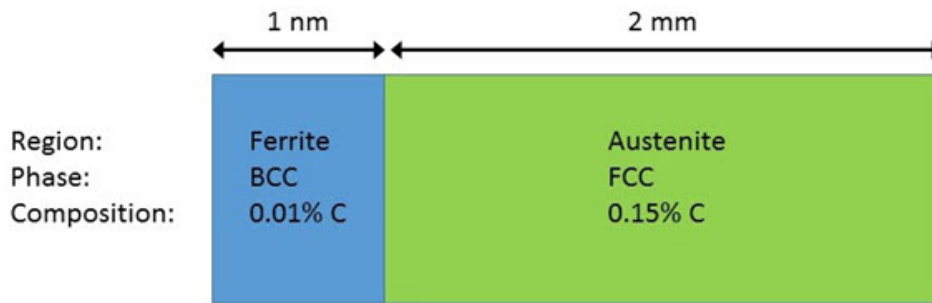 1 nm 2 mm
Region: Ferrite Austenite
Phase: BCC FCC
Composition: 0.01% C 0.15% C